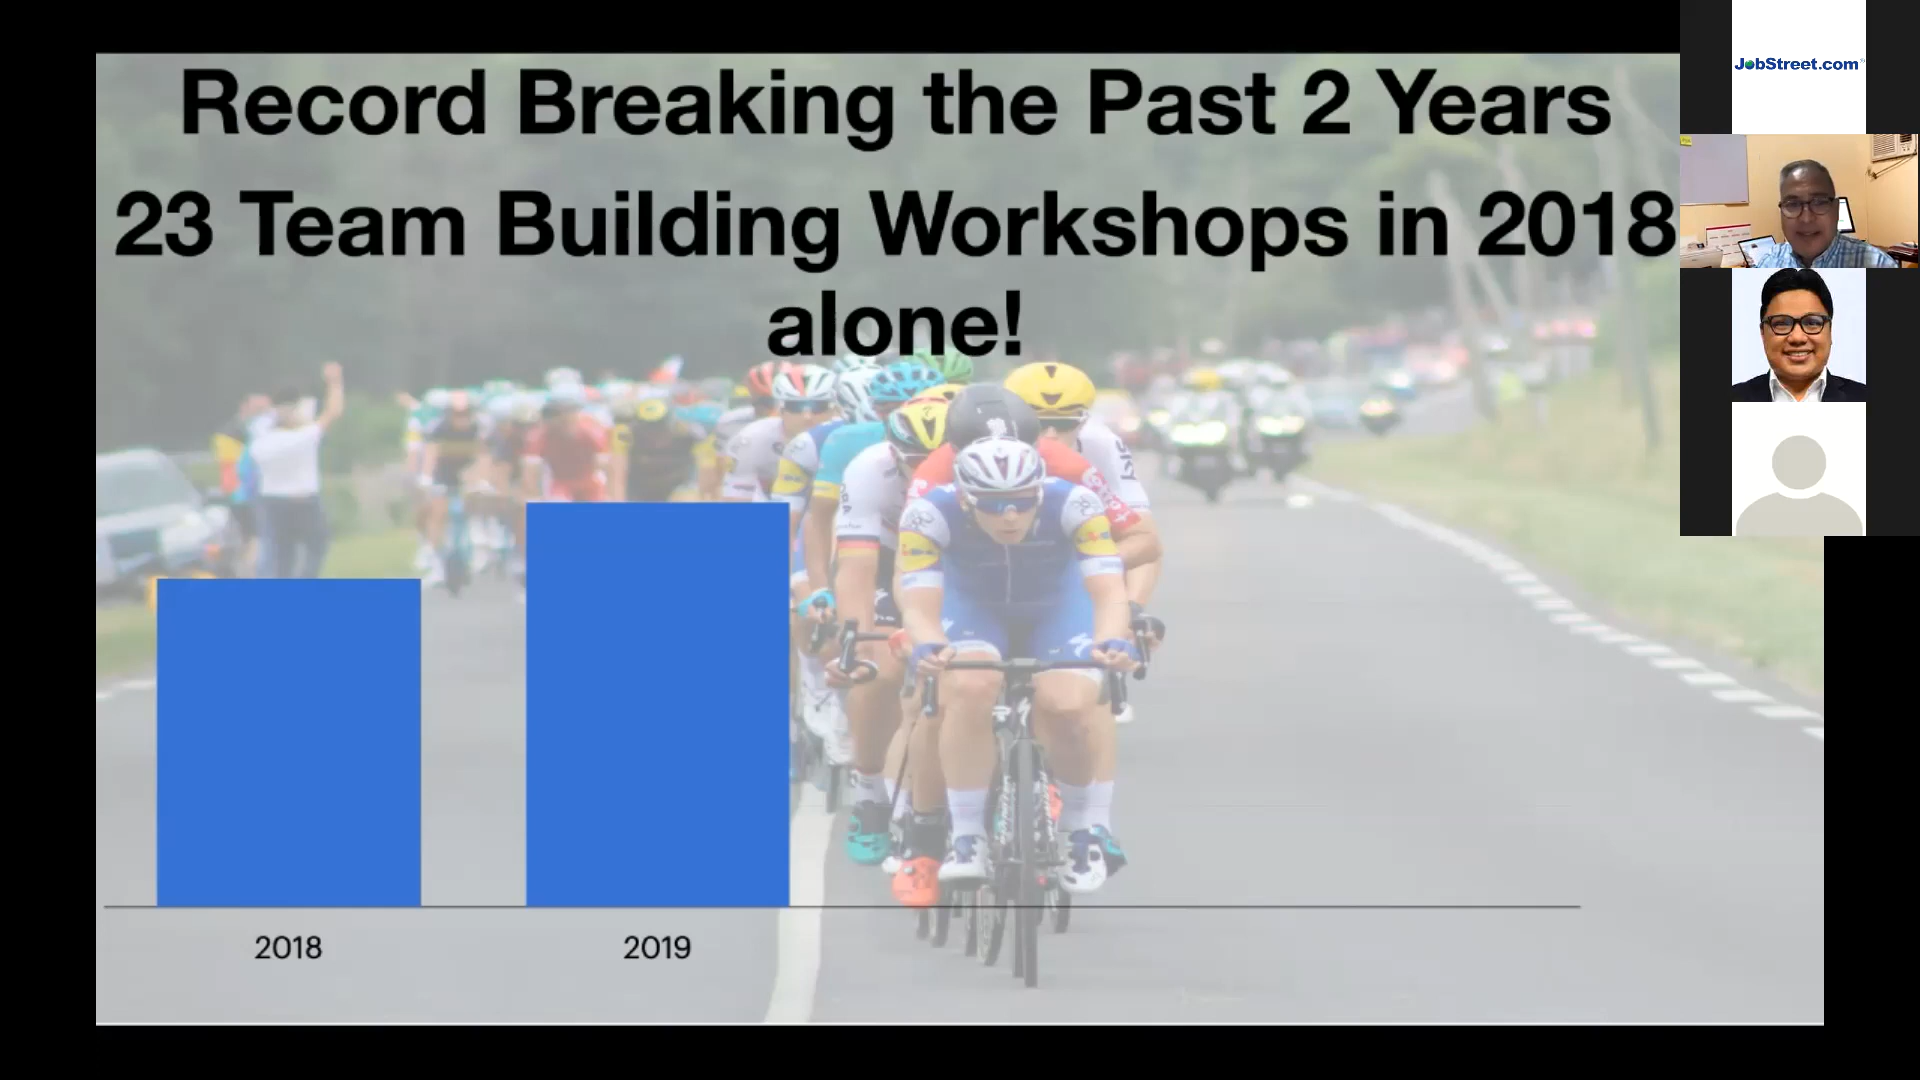 Record Breaking the Past 2 Years
23 Team Building Workshops in 2018
alone!
JobStreet.com
2018
2019